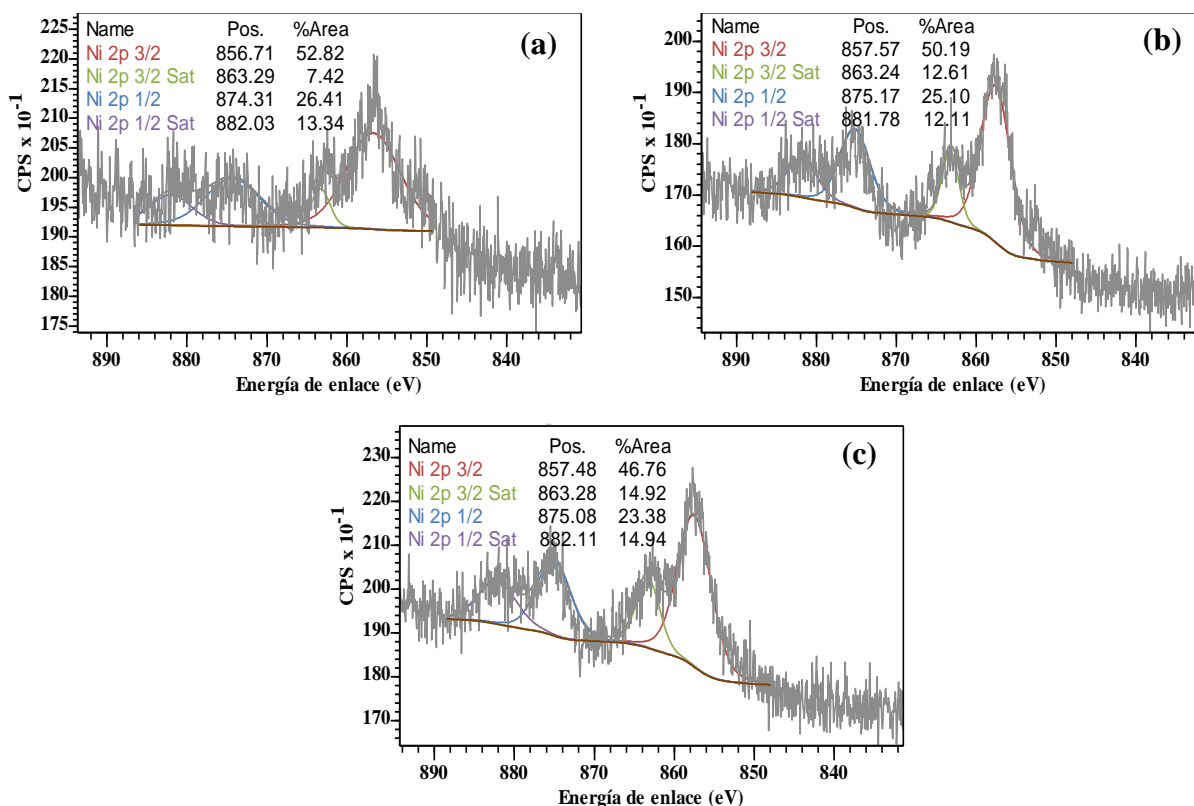 (a)
Name Pos. %Area
Ni 2p 3/2 856.71 52.82
Ni 2p 3/2 Sat 863.29 7.42
Ni 2p 1/2 874.31 26.41
Ni 2p 1/2 Sat 882.03 13.34
225
220
215
210
205
200
195
190
185
180
175
CPS x 10⁻¹
890 880 870 860 850 840
Energía de enlace (eV)
(b)
Name Pos. %Area
Ni 2p 3/2 857.57 50.19
Ni 2p 3/2 Sat 863.24 12.61
Ni 2p 1/2 875.17 25.10
Ni 2p 1/2 Sat 881.78 12.11
200
190
180
170
160
150
CPS x 10⁻¹
890 880 870 860 850 840
Energía de enlace (eV)
(c)
Name Pos. %Area
Ni 2p 3/2 857.48 46.76
Ni 2p 3/2 Sat 863.28 14.92
Ni 2p 1/2 875.08 23.38
Ni 2p 1/2 Sat 882.11 14.94
230
220
210
200
190
180
170
CPS x 10⁻¹
890 880 870 860 850 840
Energía de enlace (eV)